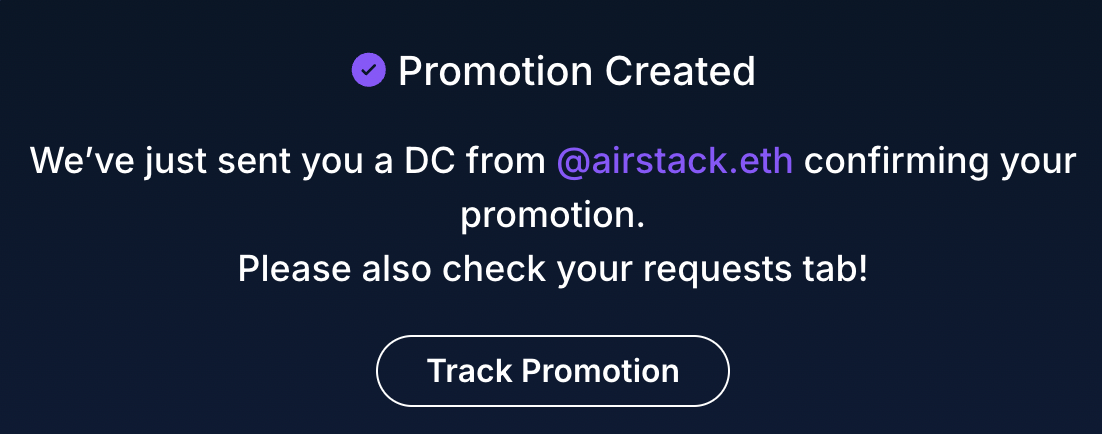 Promotion Created
We’ve just sent you a DC from @airstack.eth confirming your
promotion.
Please also check your requests tab!
Track Promotion